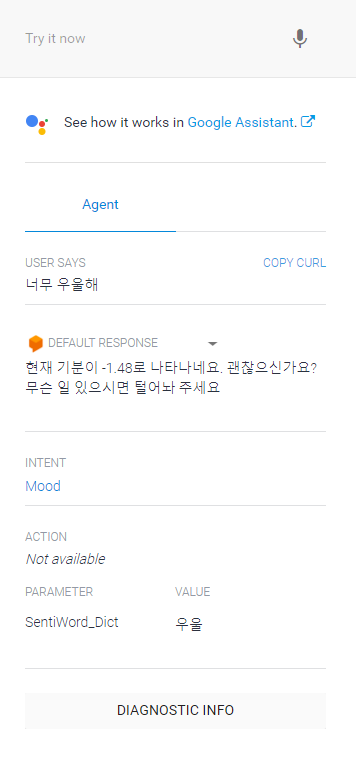 Try it now
See how it works in Google Assistant.
Agent
USER SAYS COPY CURL
너무 우울해
DEFAULT RESPONSE
현재 기분이 -1.48로 나타나네요. 괜찮으신가요?
무슨 일 있으시면 털어놔 주세요
INTENT
Mood
ACTION
Not available
PARAMETER VALUE
SentiWord_Dict 우울
DIAGNOSTIC INFO